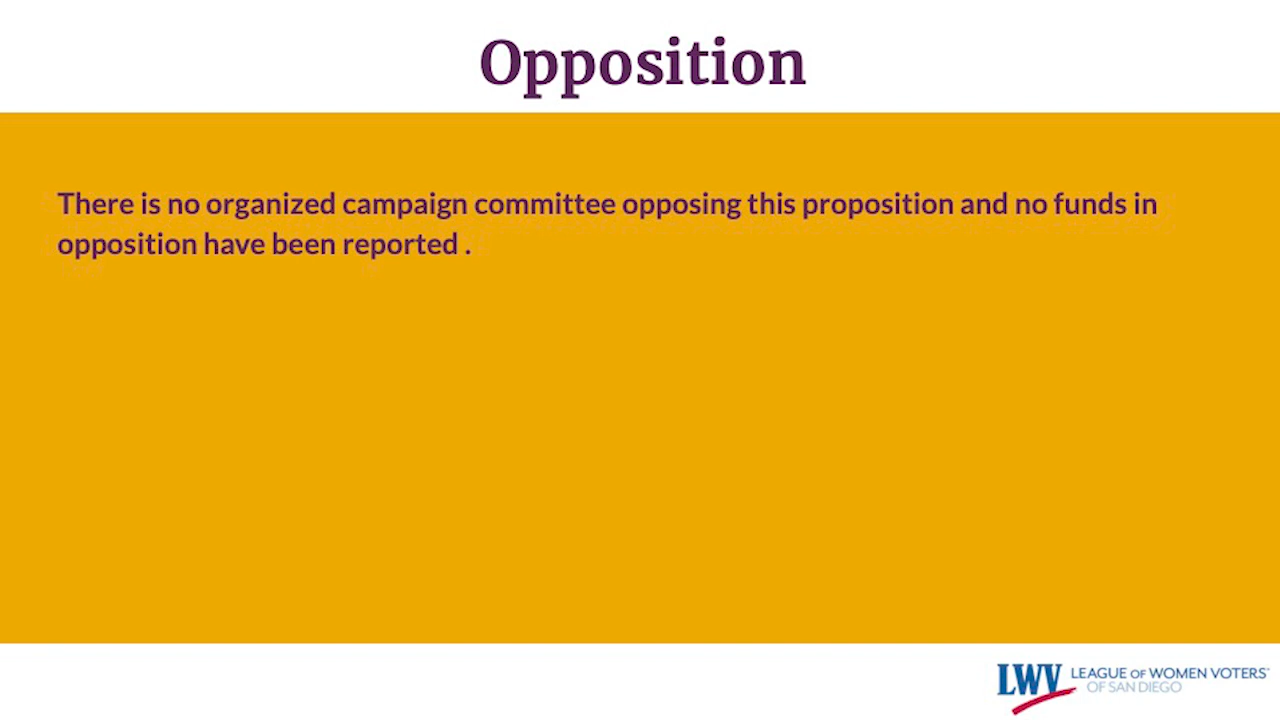 Opposition
There is no organized campaign committee opposing this proposition and no funds in
opposition have been reported .
LWV LEAGUE OF WOMEN VOTERS®
OF SAN DIEGO